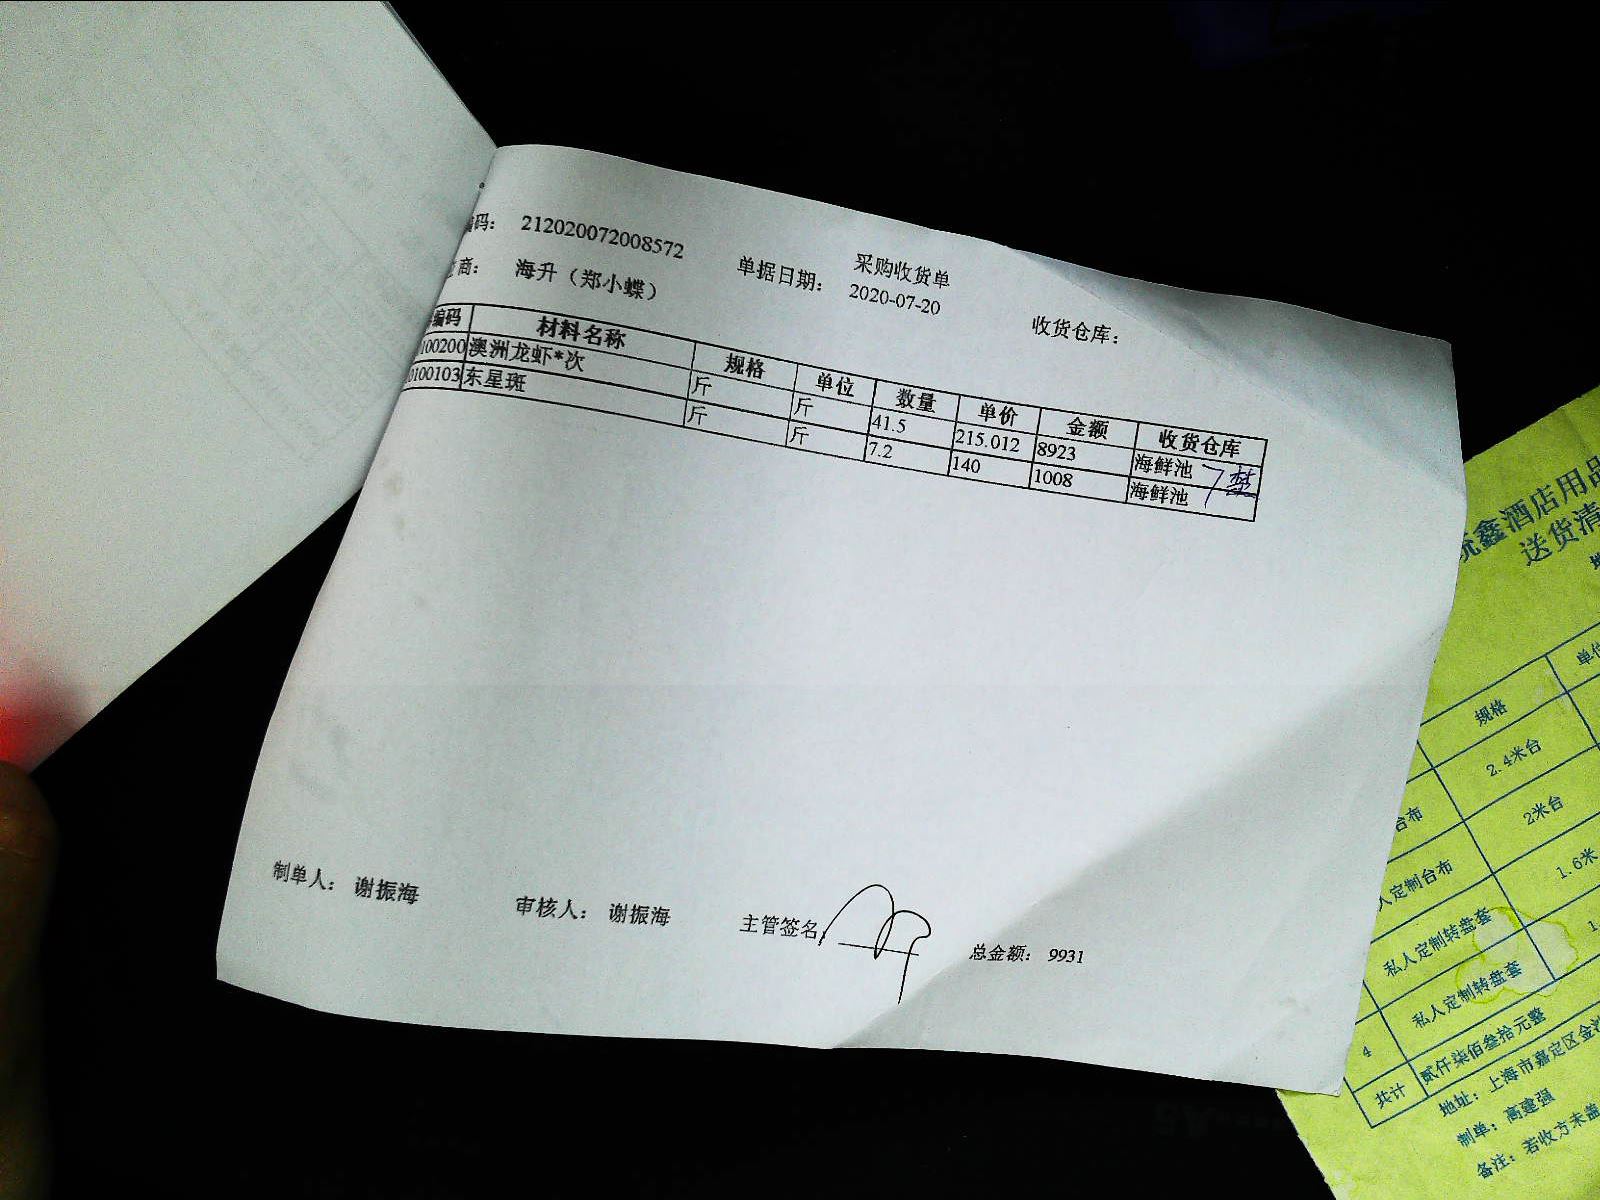 采购收货单
编码： 212020072008572
单据日期： 2020-07-20
收货仓库：
商： 海升（郑小蝶）
编码 材料名称 规格 单位 数量 单价 金额 收货仓库
100200 澳洲龙虾*次 斤 斤 41.5 215.012 8923 海鲜池
0100103 东星斑 斤 斤 7.2 140 1008 海鲜池
制单人： 谢振海 审核人： 谢振海 主管签名 总金额： 9931
鑫酒店用品
送货清
规格 单位
2.4米台
台布 2米台
人定制台布 1.6米
私人定制转盘套 1
4 私人定制转盘套
共计 贰仟柒佰叁拾元整
地址：上海市嘉定区金沙
制单：高建强
备注：若收方未盖